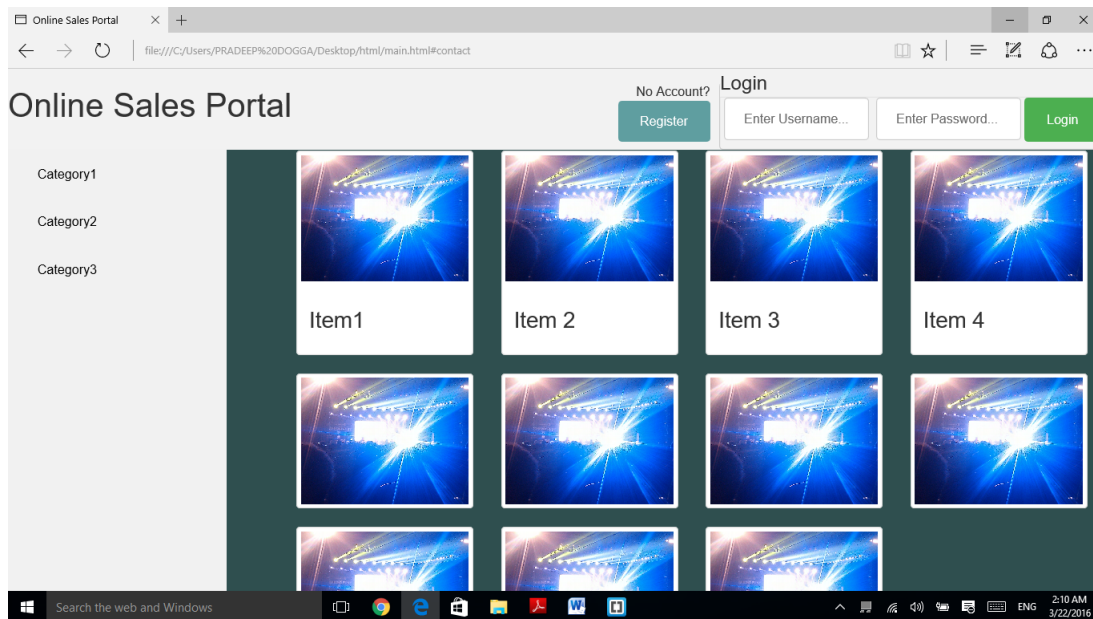 Online Sales Portal
file:///C:/Users/PRADEEP%20DOGGA/Desktop/html/main.html#contact
Online Sales Portal
No Account?
Register
Login
Enter Username...
Enter Password...
Login
Category1
Category2
Category3
Item1
Item 2
Item 3
Item 4
Search the web and Windows
ENG
2:10 AM
3/22/2016